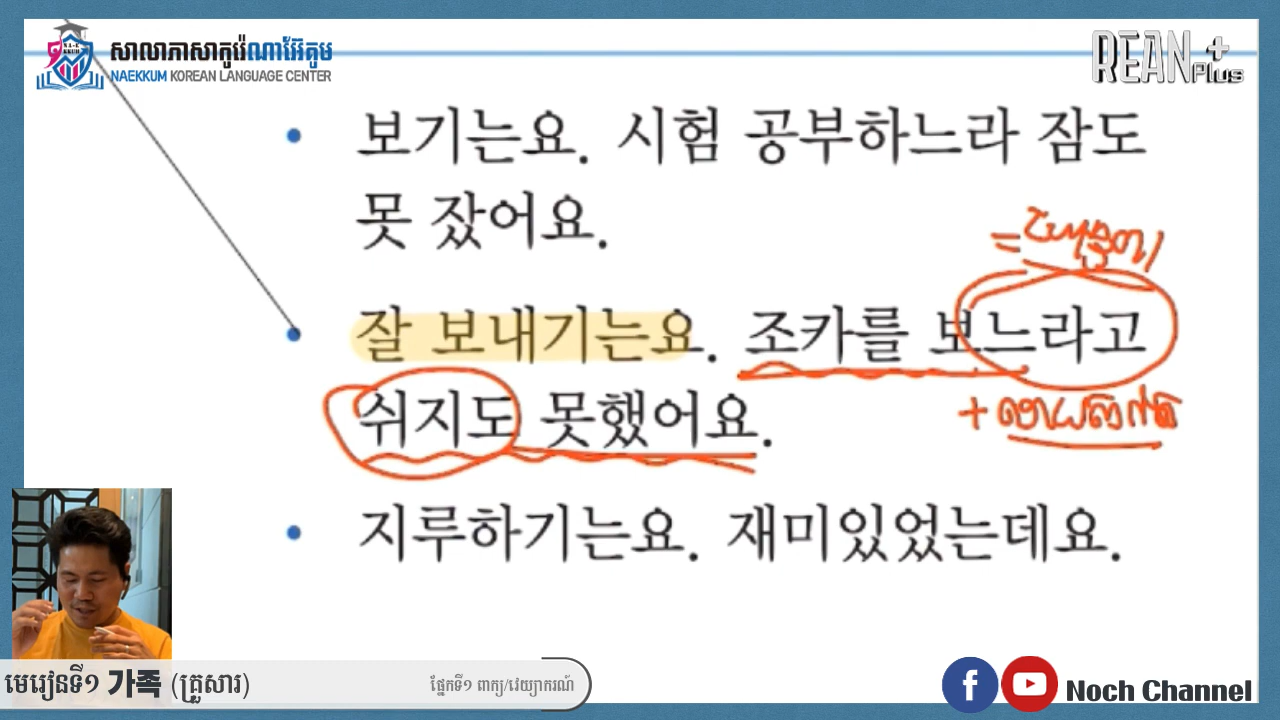 សាលាភាសាកូរ៉េណាអ៊ែគូម
NAEKKUM KOREAN LANGUAGE CENTER
REAN + Plus
보기는요. 시험 공부하느라 잠도
못 잤어요.
잘 보내기는요. 조카를 보느라고
쉬지도 못했어요.
지루하기는요. 재미있었는데요.
មេរៀនទី១ 가족 (គ្រួសារ)
ផ្នែកទី១ ពាក្យ/វេយ្យាករណ៍
Noch Channel